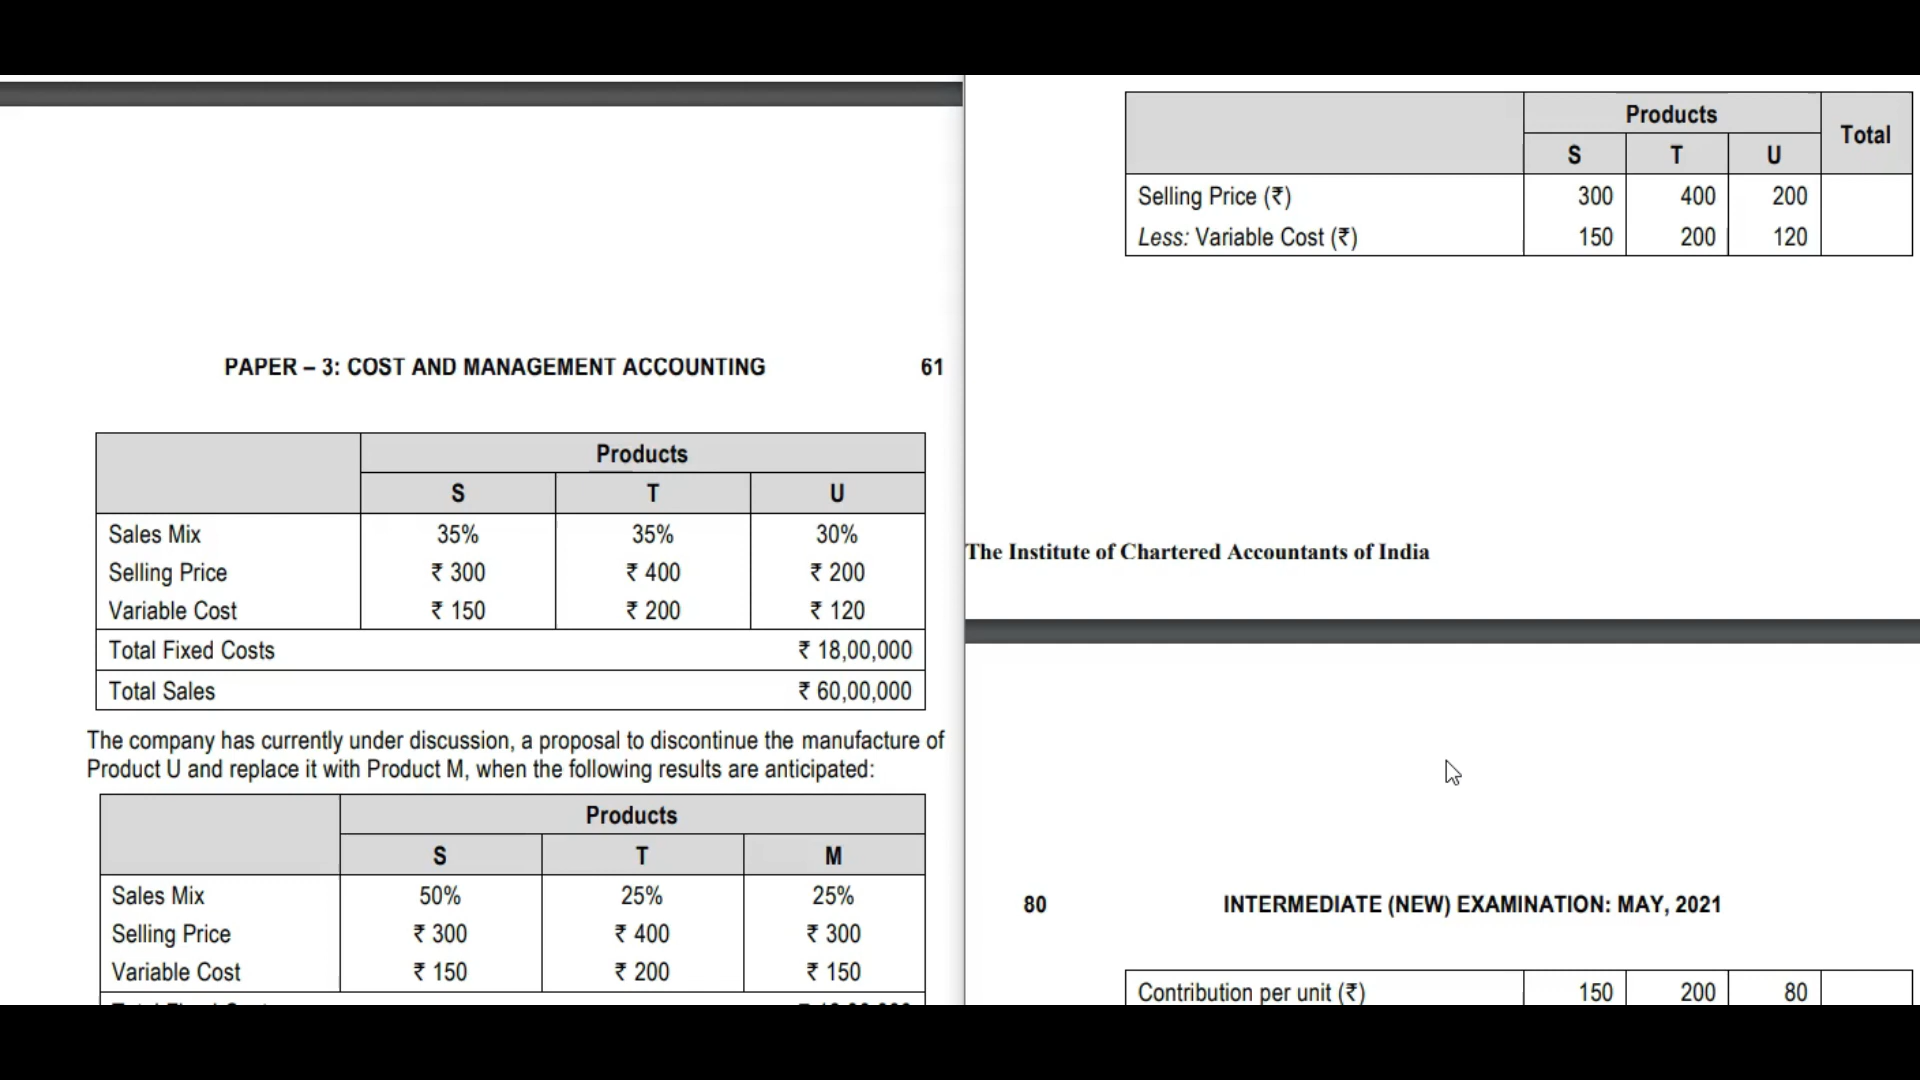 PAPER – 3: COST AND MANAGEMENT ACCOUNTING 61
Products
S T U
Sales Mix 35% 35% 30%
Selling Price ₹ 300 ₹ 400 ₹ 200
Variable Cost ₹ 150 ₹ 200 ₹ 120
Total Fixed Costs ₹ 18,00,000
Total Sales ₹ 60,00,000
The company has currently under discussion, a proposal to discontinue the manufacture of
Product U and replace it with Product M, when the following results are anticipated:
Products
S T M
Sales Mix 50% 25% 25%
Selling Price ₹ 300 ₹ 400 ₹ 300
Variable Cost ₹ 150 ₹ 200 ₹ 150
Products Total
S T U
Selling Price (₹) 300 400 200
Less: Variable Cost (₹) 150 200 120
The Institute of Chartered Accountants of India
80 INTERMEDIATE (NEW) EXAMINATION: MAY, 2021
Contribution per unit (₹) 150 200 80